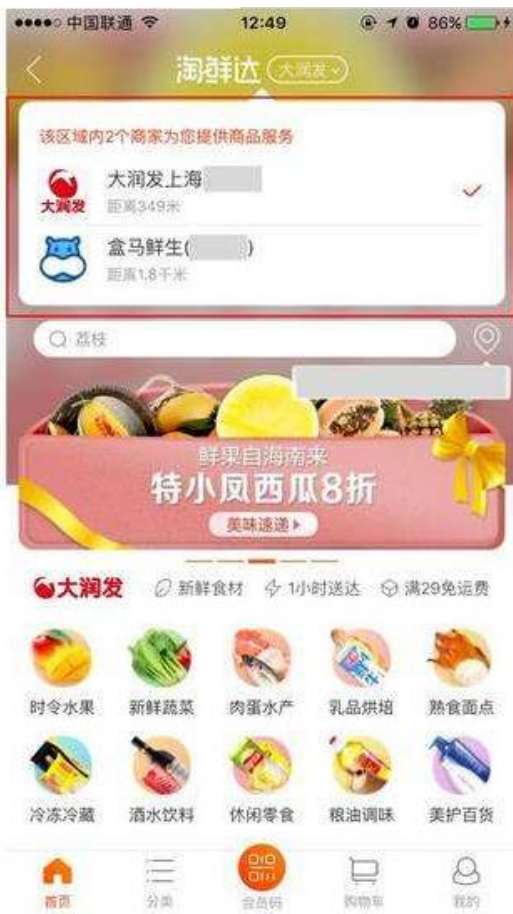 中国联通 12:49 86%
淘鲜达 大润发
该区域内2个商家为您提供商品服务
大润发上海
大润发
距离349米
盒马鲜生( )
距离1.8千米
荔枝
鲜果自海南来
特小凤西瓜8折
美味速递
大润发 新鲜食材 1小时送达 满29免运费
时令水果 新鲜蔬菜 肉蛋水产 乳品烘培 熟食面点
冷冻冷藏 酒水饮料 休闲零食 粮油调味 美护百货
首页 分类 会员码 购物车 我的